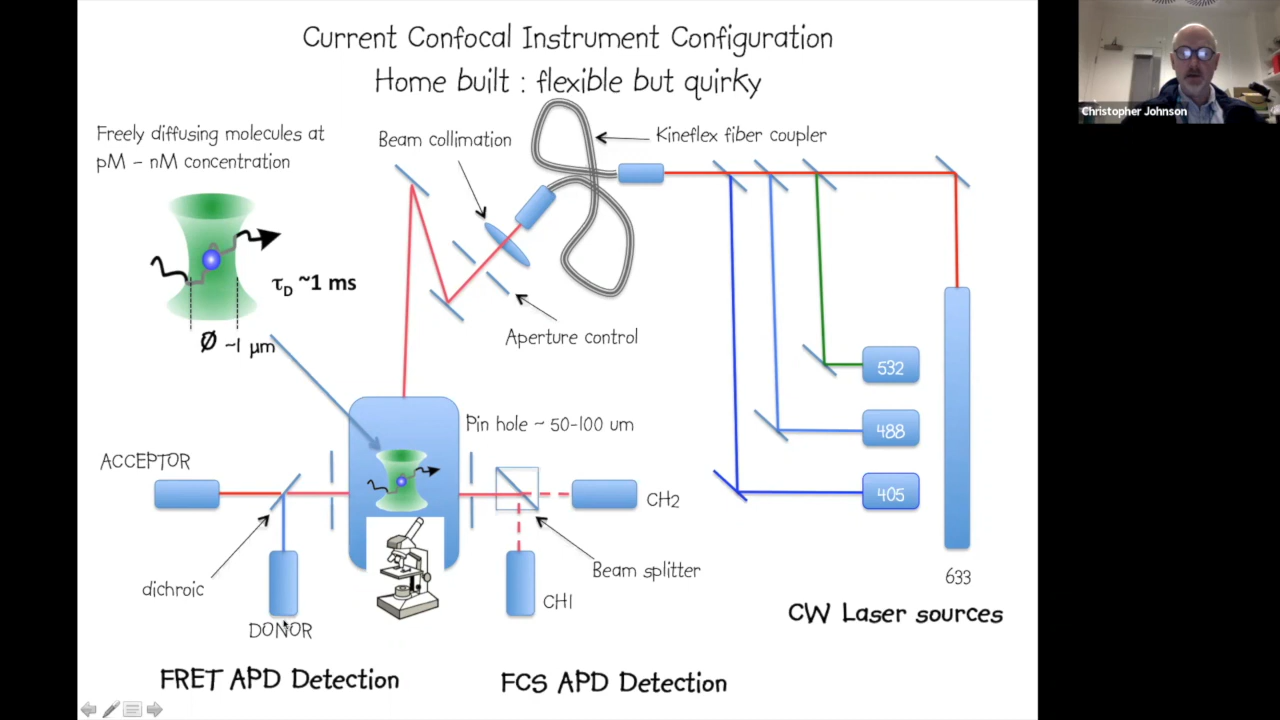 Current Confocal Instrument Configuration
Home built : flexible but quirky
Christopher Johnson
Freely diffusing molecules at
pM – nM concentration
Beam collimation
Kineflex fiber coupler
τD ~1 ms
Ø ~1 µm
Aperture control
532
488
405
633
CW Laser sources
Pin hole ~ 50-100 um
ACCEPTOR
CH2
dichroic
Beam splitter
CH1
DONOR
FRET APD Detection
FCS APD Detection